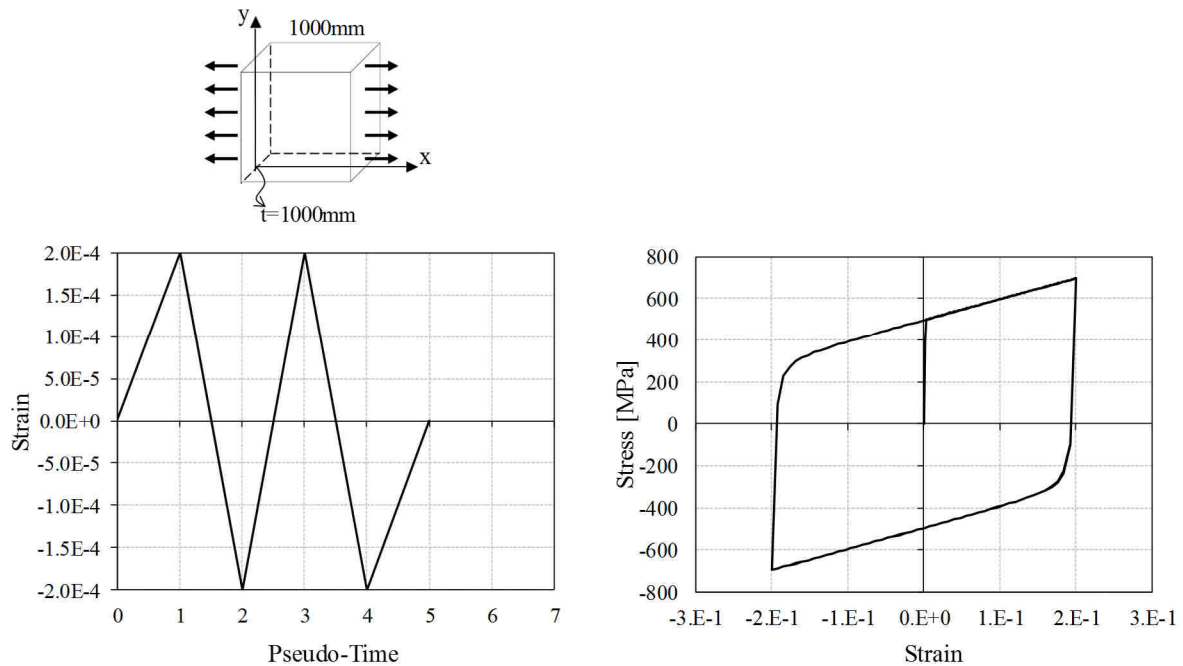 y
1000mm
x
t=1000mm
2.0E-4
1.5E-4
1.0E-4
5.0E-5
0.0E+0
-5.0E-5
-1.0E-4
-1.5E-4
-2.0E-4
Strain
0 1 2 3 4 5 6 7
Pseudo-Time
800
600
400
200
0
-200
-400
-600
-800
Stress [MPa]
-3.E-1 -2.E-1 -1.E-1 0.E+0 1.E-1 2.E-1 3.E-1
Strain